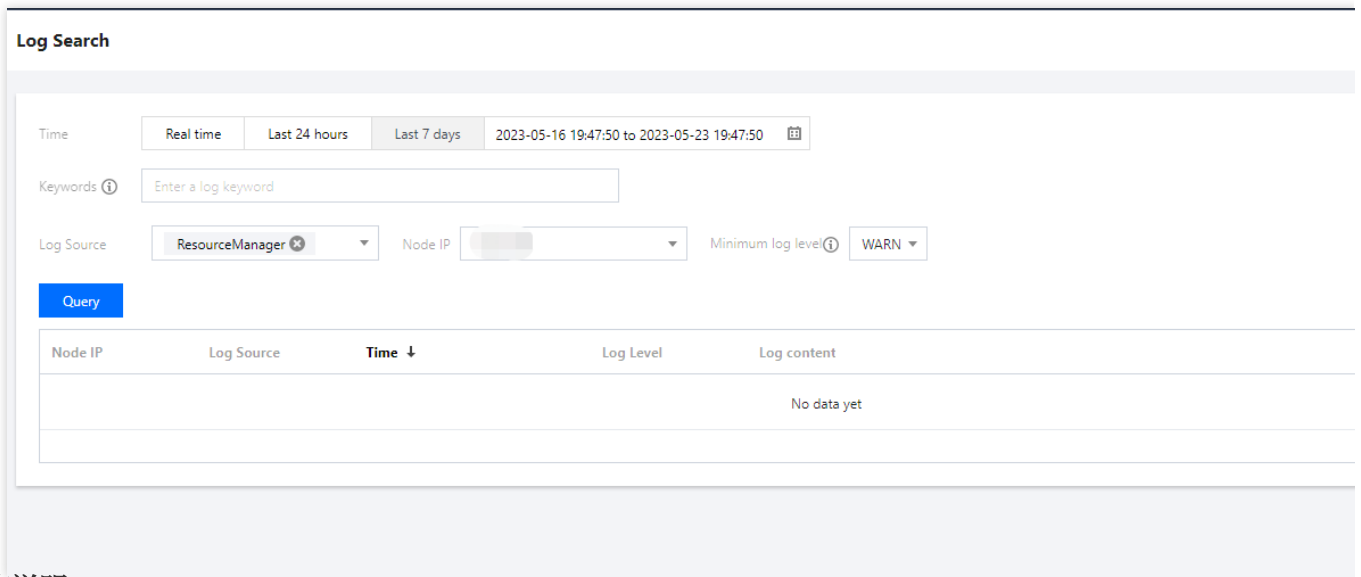 Log Search
Time Real time Last 24 hours Last 7 days 2023-05-16 19:47:50 to 2023-05-23 19:47:50
Keywords Enter a log keyword
Log Source ResourceManager Node IP Minimum log level WARN
Query
Node IP Log Source Time ↓ Log Level Log content
No data yet